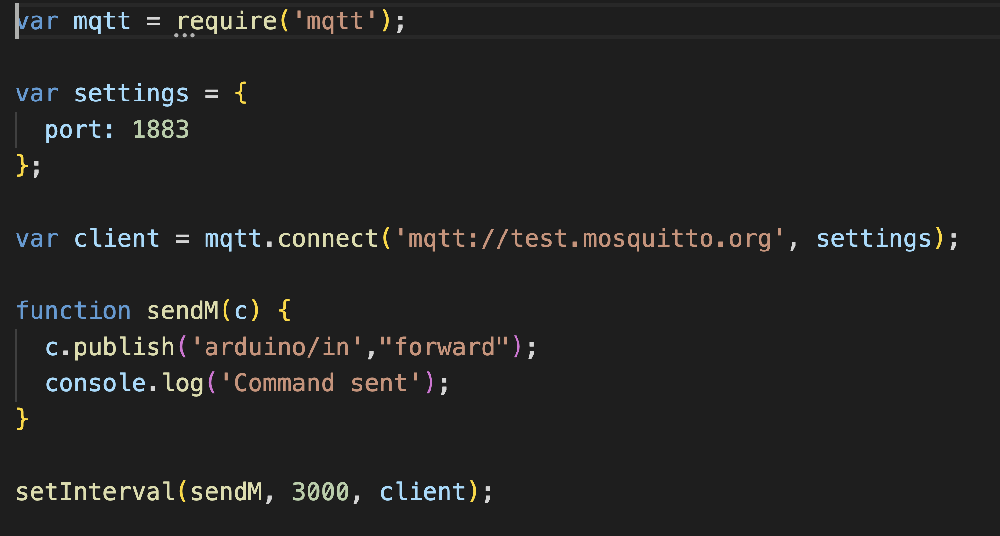 var mqtt = require('mqtt');
var settings = {
port: 1883
};
var client = mqtt.connect('mqtt://test.mosquitto.org', settings);
function sendM(c) {
c.publish('arduino/in',"forward");
console.log('Command sent');
}
setInterval(sendM, 3000, client);